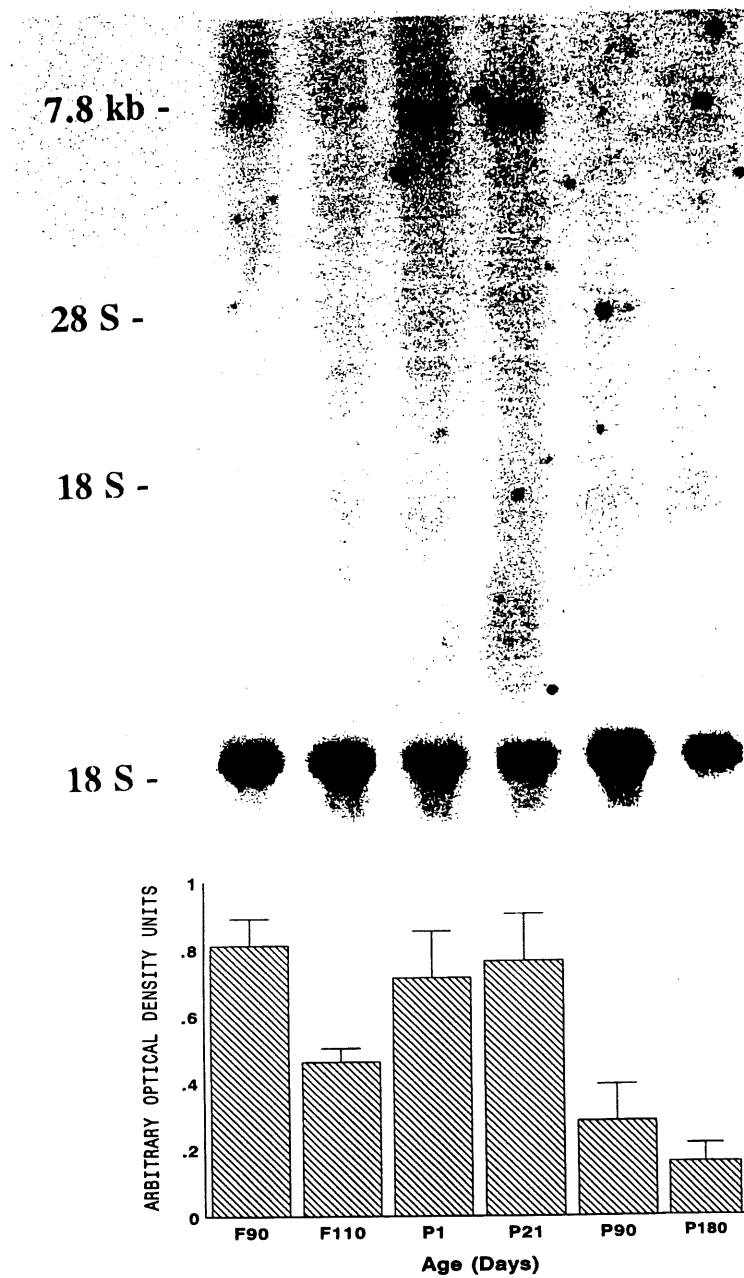 7.8 kb -
28 S -
18 S -
18 S -
ARBITRARY OPTICAL DENSITY UNITS
1
.8
.6
.4
.2
0
F90 F110 P1 P21 P90 P180
Age (Days)